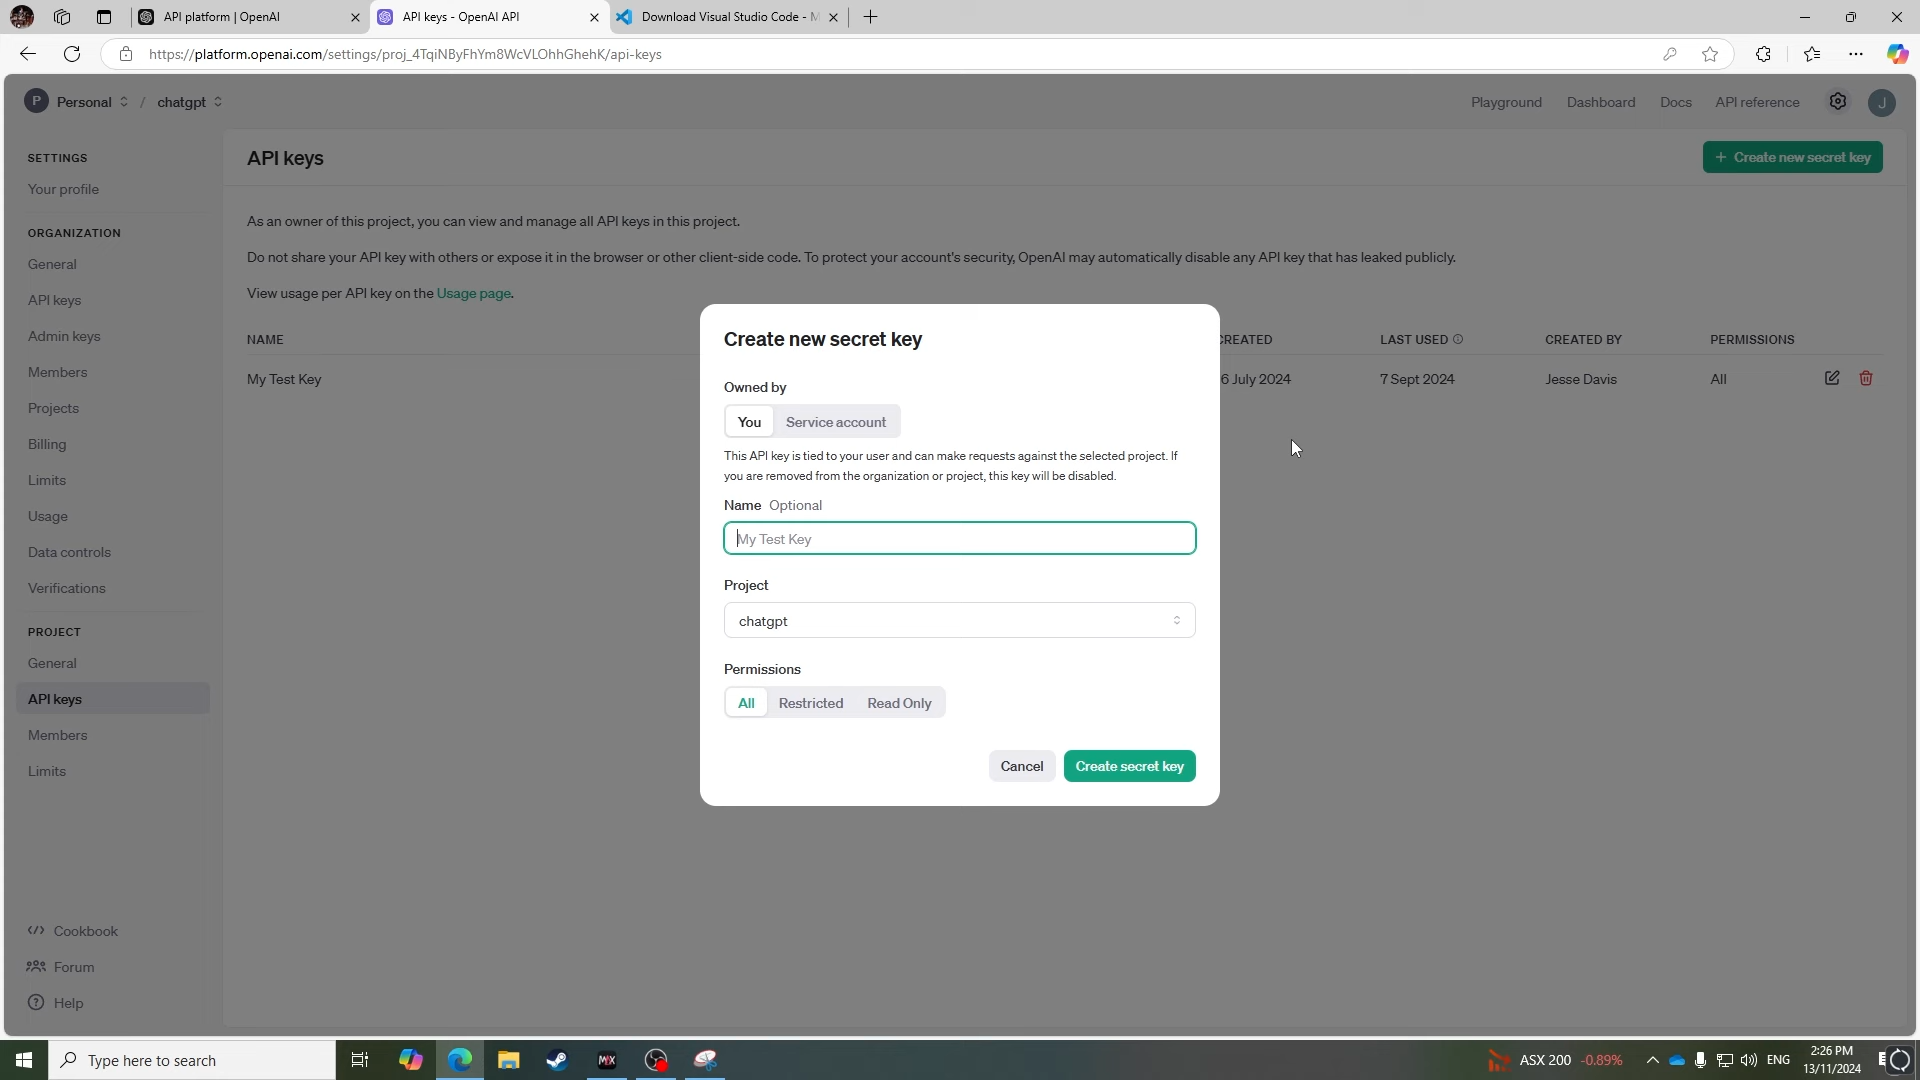 API platform | OpenAI
API keys - OpenAI API
Download Visual Studio Code - M
https://platform.openai.com/settings/proj_4TqiNByFhYm8WcVLOhhGhehK/api-keys
P Personal / chatgpt
Playground Dashboard Docs API reference J
SETTINGS
Your profile
ORGANIZATION
General
API keys
Admin keys
Members
Projects
Billing
Limits
Usage
Data controls
Verifications
PROJECT
General
API keys
Members
Limits
Cookbook
Forum
Help
API keys
+ Create new secret key
As an owner of this project, you can view and manage all API keys in this project.
Do not share your API key with others or expose it in the browser or other client-side code. To protect your account's security, OpenAI may automatically disable any API key that has leaked publicly.
View usage per API key on the Usage page.
NAME CREATED LAST USED CREATED BY PERMISSIONS
My Test Key 6 July 2024 7 Sept 2024 Jesse Davis All
Create new secret key
Owned by
You Service account
This API key is tied to your user and can make requests against the selected project. If
you are removed from the organization or project, this key will be disabled.
Name Optional
My Test Key
Project
chatgpt
Permissions
All Restricted Read Only
Cancel Create secret key
Type here to search
ASX 200 -0.89%
ENG
2:26 PM
13/11/2024